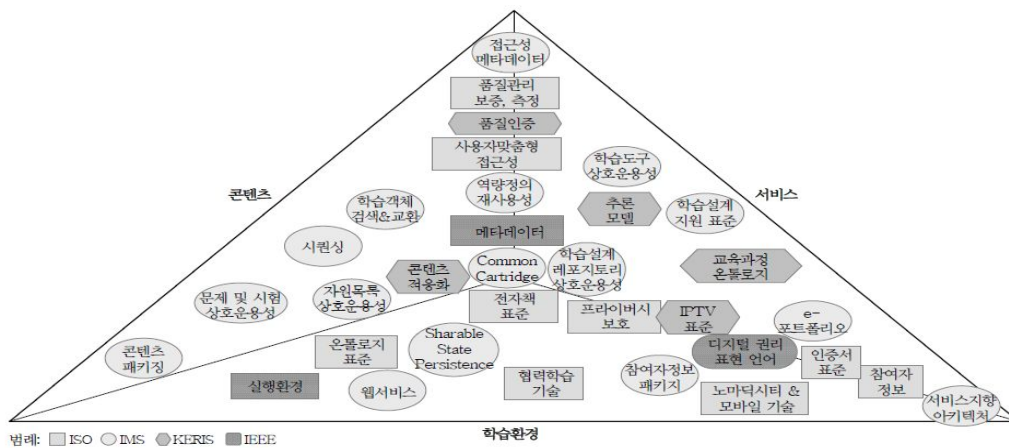 접근성
메타데이터
품질관리
보증, 측정
품질인증
사용자맞춤형
접근성
학습도구
상호운용성
콘텐츠
서비스
역량정의
재사용성
학습객체
검색&교환
추론
모델
학습설계
지원 표준
메타데이터
시퀀싱
학습설계
레포지토리
상호운용성
Common
Cartridge
콘텐츠
적응화
교육과정
온톨로지
자원목록
상호운용성
문제 및 시험
상호운용성
전자책
표준
프라이버시
보호
IPTV
표준
e-
포트폴리오
Sharable
State
Persistence
온톨로지
표준
디지털 권리
표현 언어
콘텐츠
패키징
인증서
표준
참여자정보
패키지
협력학습
기술
참여자
정보
실행환경
웹서비스
노마딕시티 &
모바일 기술
서비스지향
아키텍처
학습환경
범례: ISO IMS KERIS IEEE